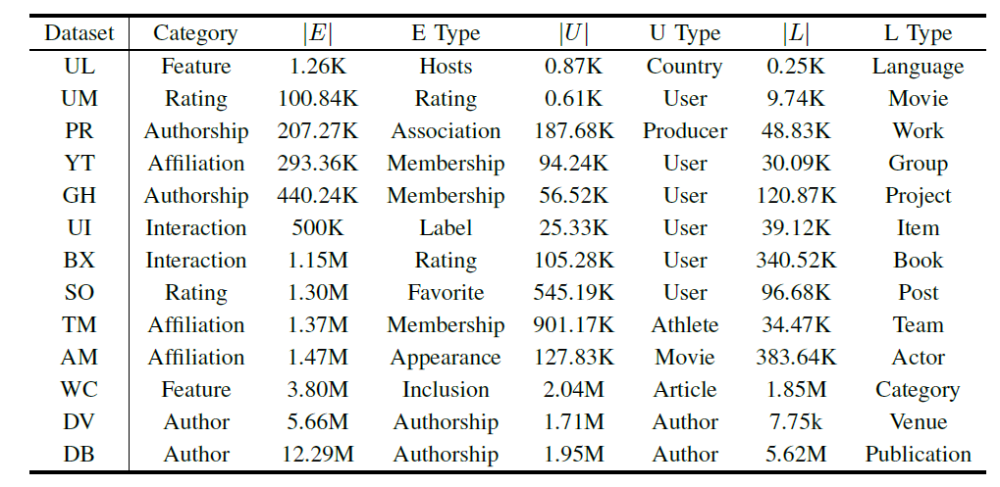 Dataset Category |E| E Type |U| U Type |L| L Type
UL Feature 1.26K Hosts 0.87K Country 0.25K Language
UM Rating 100.84K Rating 0.61K User 9.74K Movie
PR Authorship 207.27K Association 187.68K Producer 48.83K Work
YT Affiliation 293.36K Membership 94.24K User 30.09K Group
GH Authorship 440.24K Membership 56.52K User 120.87K Project
UI Interaction 500K Label 25.33K User 39.12K Item
BX Interaction 1.15M Rating 105.28K User 340.52K Book
SO Rating 1.30M Favorite 545.19K User 96.68K Post
TM Affiliation 1.37M Membership 901.17K Athlete 34.47K Team
AM Affiliation 1.47M Appearance 127.83K Movie 383.64K Actor
WC Feature 3.80M Inclusion 2.04M Article 1.85M Category
DV Author 5.66M Authorship 1.71M Author 7.75k Venue
DB Author 12.29M Authorship 1.95M Author 5.62M Publication